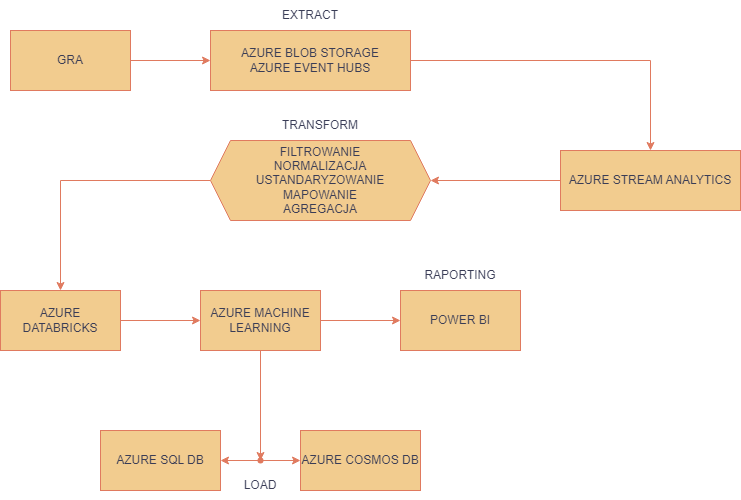 EXTRACT
GRA
AZURE BLOB STORAGE
AZURE EVENT HUBS
TRANSFORM
FILTROWANIE
NORMALIZACJA
USTANDARYZOWANIE
MAPOWANIE
AGREGACJA
AZURE STREAM ANALYTICS
RAPORTING
AZURE
DATABRICKS
AZURE MACHINE
LEARNING
POWER BI
AZURE SQL DB
AZURE COSMOS DB
LOAD